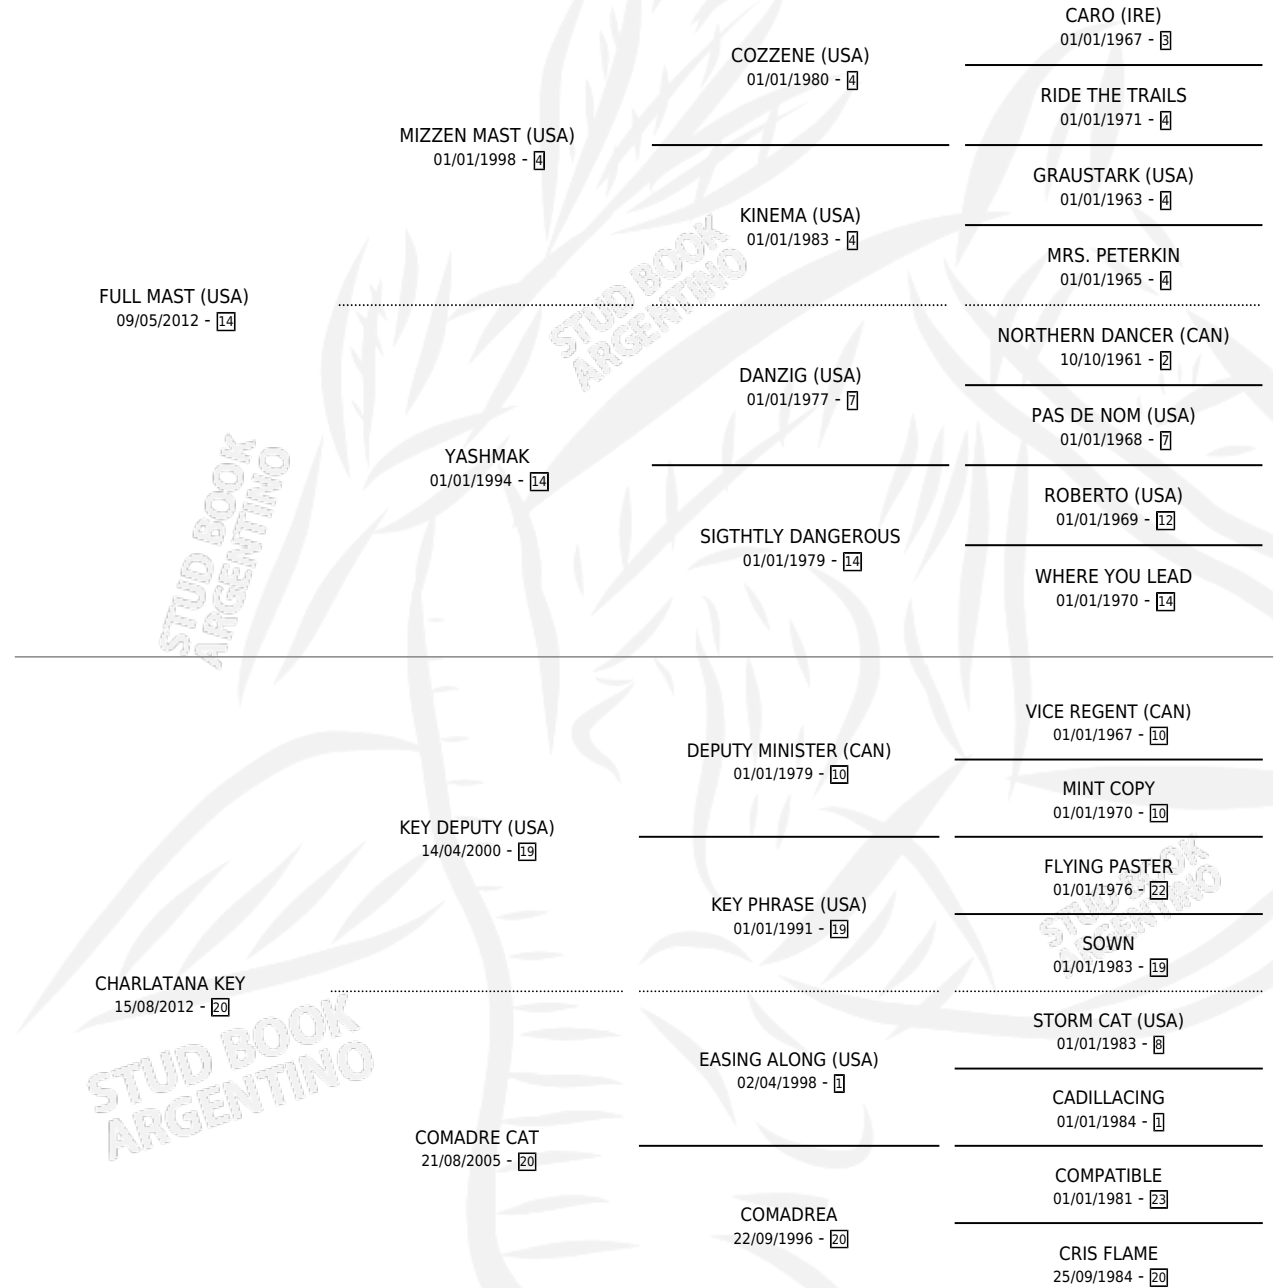 CARO (IRE)
01/01/1967 - 3
COZZENE (USA)
01/01/1980 - 4
RIDE THE TRAILS
01/01/1971 - 4
MIZZEN MAST (USA)
01/01/1998 - 4
GRAUSTARK (USA)
01/01/1963 - 4
KINEMA (USA)
01/01/1983 - 4
MRS. PETERKIN
01/01/1965 - 4
FULL MAST (USA)
09/05/2012 - 14
NORTHERN DANCER (CAN)
10/10/1961 - 2
DANZIG (USA)
01/01/1977 - 7
PAS DE NOM (USA)
01/01/1968 - 7
YASHMAK
01/01/1994 - 14
ROBERTO (USA)
01/01/1969 - 12
SIGTHTLY DANGEROUS
01/01/1979 - 14
WHERE YOU LEAD
01/01/1970 - 14
VICE REGENT (CAN)
01/01/1967 - 10
DEPUTY MINISTER (CAN)
01/01/1979 - 10
MINT COPY
01/01/1970 - 10
KEY DEPUTY (USA)
14/04/2000 - 19
FLYING PASTER
01/01/1976 - 22
KEY PHRASE (USA)
01/01/1991 - 19
SOWN
01/01/1983 - 19
CHARLATANA KEY
15/08/2012 - 20
STORM CAT (USA)
01/01/1983 - 8
EASING ALONG (USA)
02/04/1998 - 1
CADILLACING
01/01/1984 - 1
COMADRE CAT
21/08/2005 - 20
COMPATIBLE
01/01/1981 - 23
COMADREA
22/09/1996 - 20
CRIS FLAME
25/09/1984 - 20
STUD BOOK
ARGENTINO
STUD BOOK
ARGENTINO
STUD BOOK
ARGENTINO
STUD BOOK
ARGENTINO